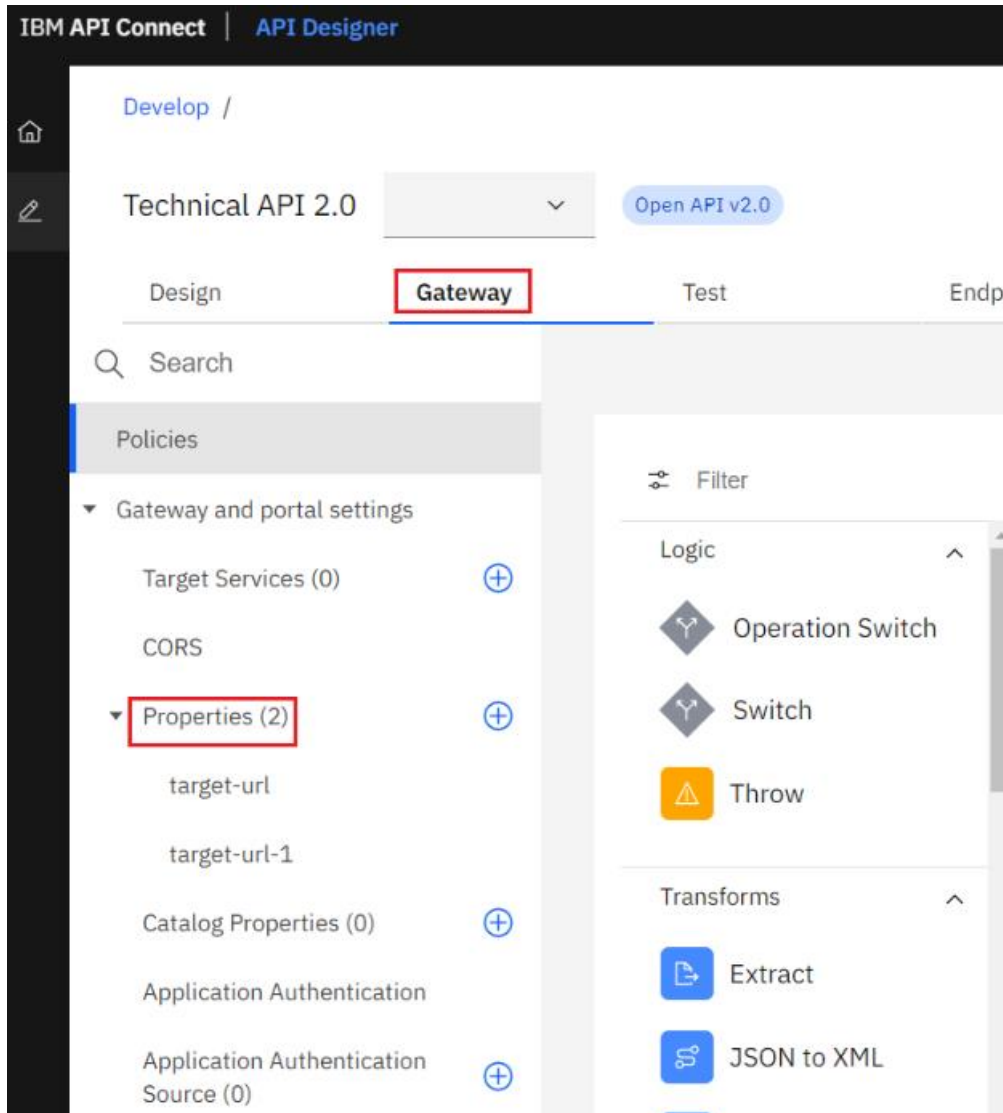 IBM API Connect | API Designer
Develop /
Technical API 2.0
Open API v2.0
Design Gateway Test Endp
Search
Policies
Gateway and portal settings
Target Services (0)
CORS
Properties (2)
target-url
target-url-1
Catalog Properties (0)
Application Authentication
Application Authentication
Source (0)
Filter
Logic
Operation Switch
Switch
Throw
Transforms
Extract
JSON to XML